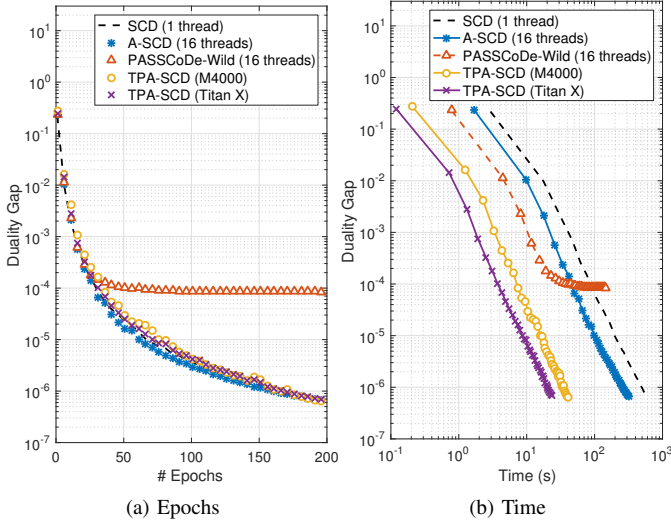 10^1
10^0
10^-1
10^-2
10^-3
10^-4
10^-5
10^-6
10^-7
Duality Gap
0
50
100
150
200
# Epochs
SCD (1 thread)
A-SCD (16 threads)
PASSCoDe-Wild (16 threads)
TPA-SCD (M4000)
TPA-SCD (Titan X)
(a) Epochs
10^1
10^0
10^-1
10^-2
10^-3
10^-4
10^-5
10^-6
10^-7
Duality Gap
10^-1
10^0
10^1
10^2
10^3
Time (s)
SCD (1 thread)
A-SCD (16 threads)
PASSCoDe-Wild (16 threads)
TPA-SCD (M4000)
TPA-SCD (Titan X)
(b) Time